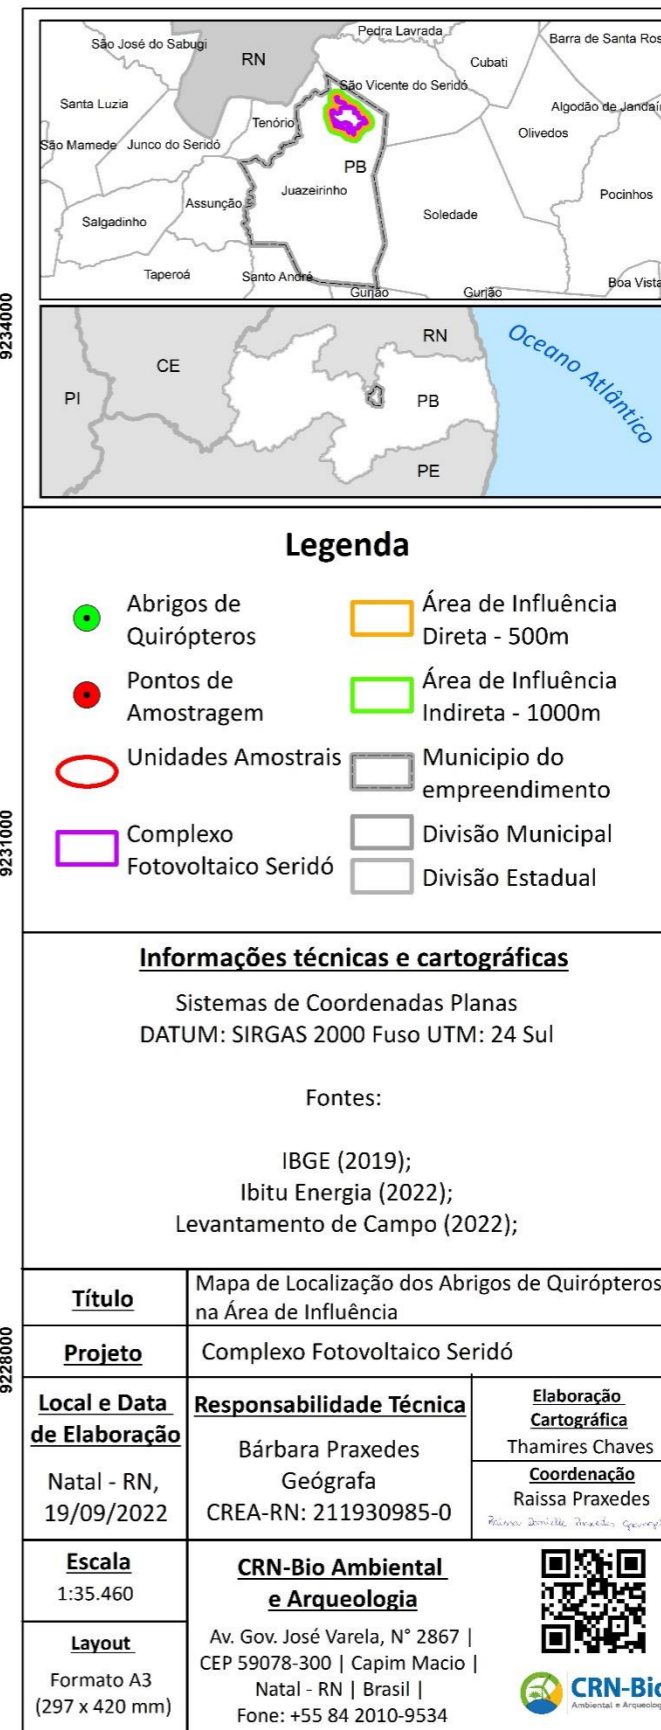 Pedra Lavrada
São José do Sabugi
Barra de Santa Ros
RN
Cubati
São Vicente do Seridó
Santa Luzia
Algodão de Jandaír
Tenório
Olivedos
São Mamede
Junco do Seridó
PB
Juazeirinho
Pocinhos
Assunção
Soledade
Salgadinho
Taperoá
Santo André
Boa Vista
Gurjão
Gurjão
9234000
RN
Oceano Atlântico
CE
PI
PB
PE
Legenda
Abrigos de
Quirópteros
Pontos de
Amostragem
Unidades Amostrais
Complexo
Fotovoltaico Seridó
Área de Influência
Direta - 500m
Área de Influência
Indireta - 1000m
Municipio do
empreendimento
Divisão Municipal
Divisão Estadual
9231000
Informações técnicas e cartográficas
Sistemas de Coordenadas Planas
DATUM: SIRGAS 2000 Fuso UTM: 24 Sul
Fontes:
IBGE (2019);
Ibitu Energia (2022);
Levantamento de Campo (2022);
9228000
Título
Mapa de Localização dos Abrigos de Quirópteros
na Área de Influência
Projeto
Complexo Fotovoltaico Seridó
Local e Data
de Elaboração
Natal - RN,
19/09/2022
Responsabilidade Técnica
Bárbara Praxedes
Geógrafa
CREA-RN: 211930985-0
Elaboração
Cartográfica
Thamires Chaves
Coordenação
Raissa Praxedes
Escala
1:35.460
Layout
Formato A3
(297 x 420 mm)
CRN-Bio Ambiental
e Arqueologia
Av. Gov. José Varela, N° 2867 |
CEP 59078-300 | Capim Macio |
Natal - RN | Brasil |
Fone: +55 84 2010-9534
CRN-Bio
Ambiental e Arqueolog